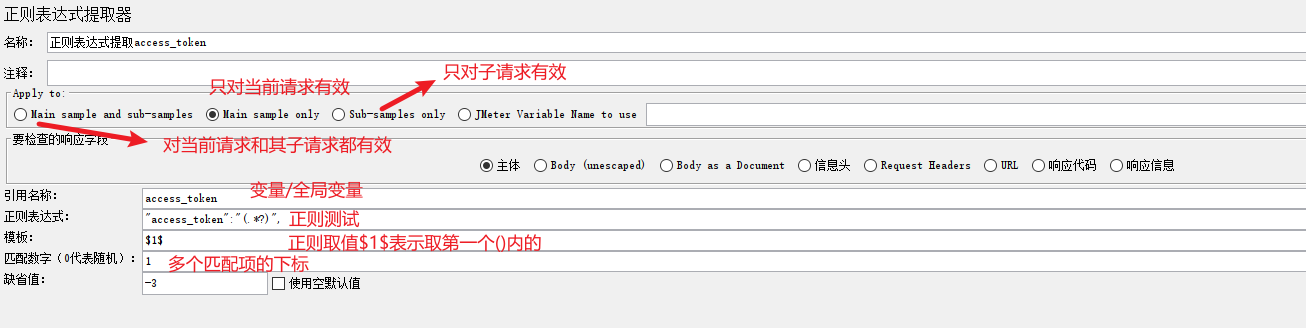 正则表达式提取器
名称: 正则表达式提取access_token
注释:
只对当前请求有效
只对子请求有效
Apply to:
Main sample and sub-samples Main sample only Sub-samples only JMeter Variable Name to use
对当前请求和其子请求都有效
要检查的响应字段
主体 Body (unescaped) Body as a Document 信息头 Request Headers URL 响应代码 响应信息
变量/全局变量
引用名称: access_token
正则表达式: "access_token":"(.*?)", 正则测试
模板: $1$ 正则取值$1$表示取第一个()内的
匹配数字（0代表随机）: 1 多个匹配项的下标
缺省值: -3 使用空默认值